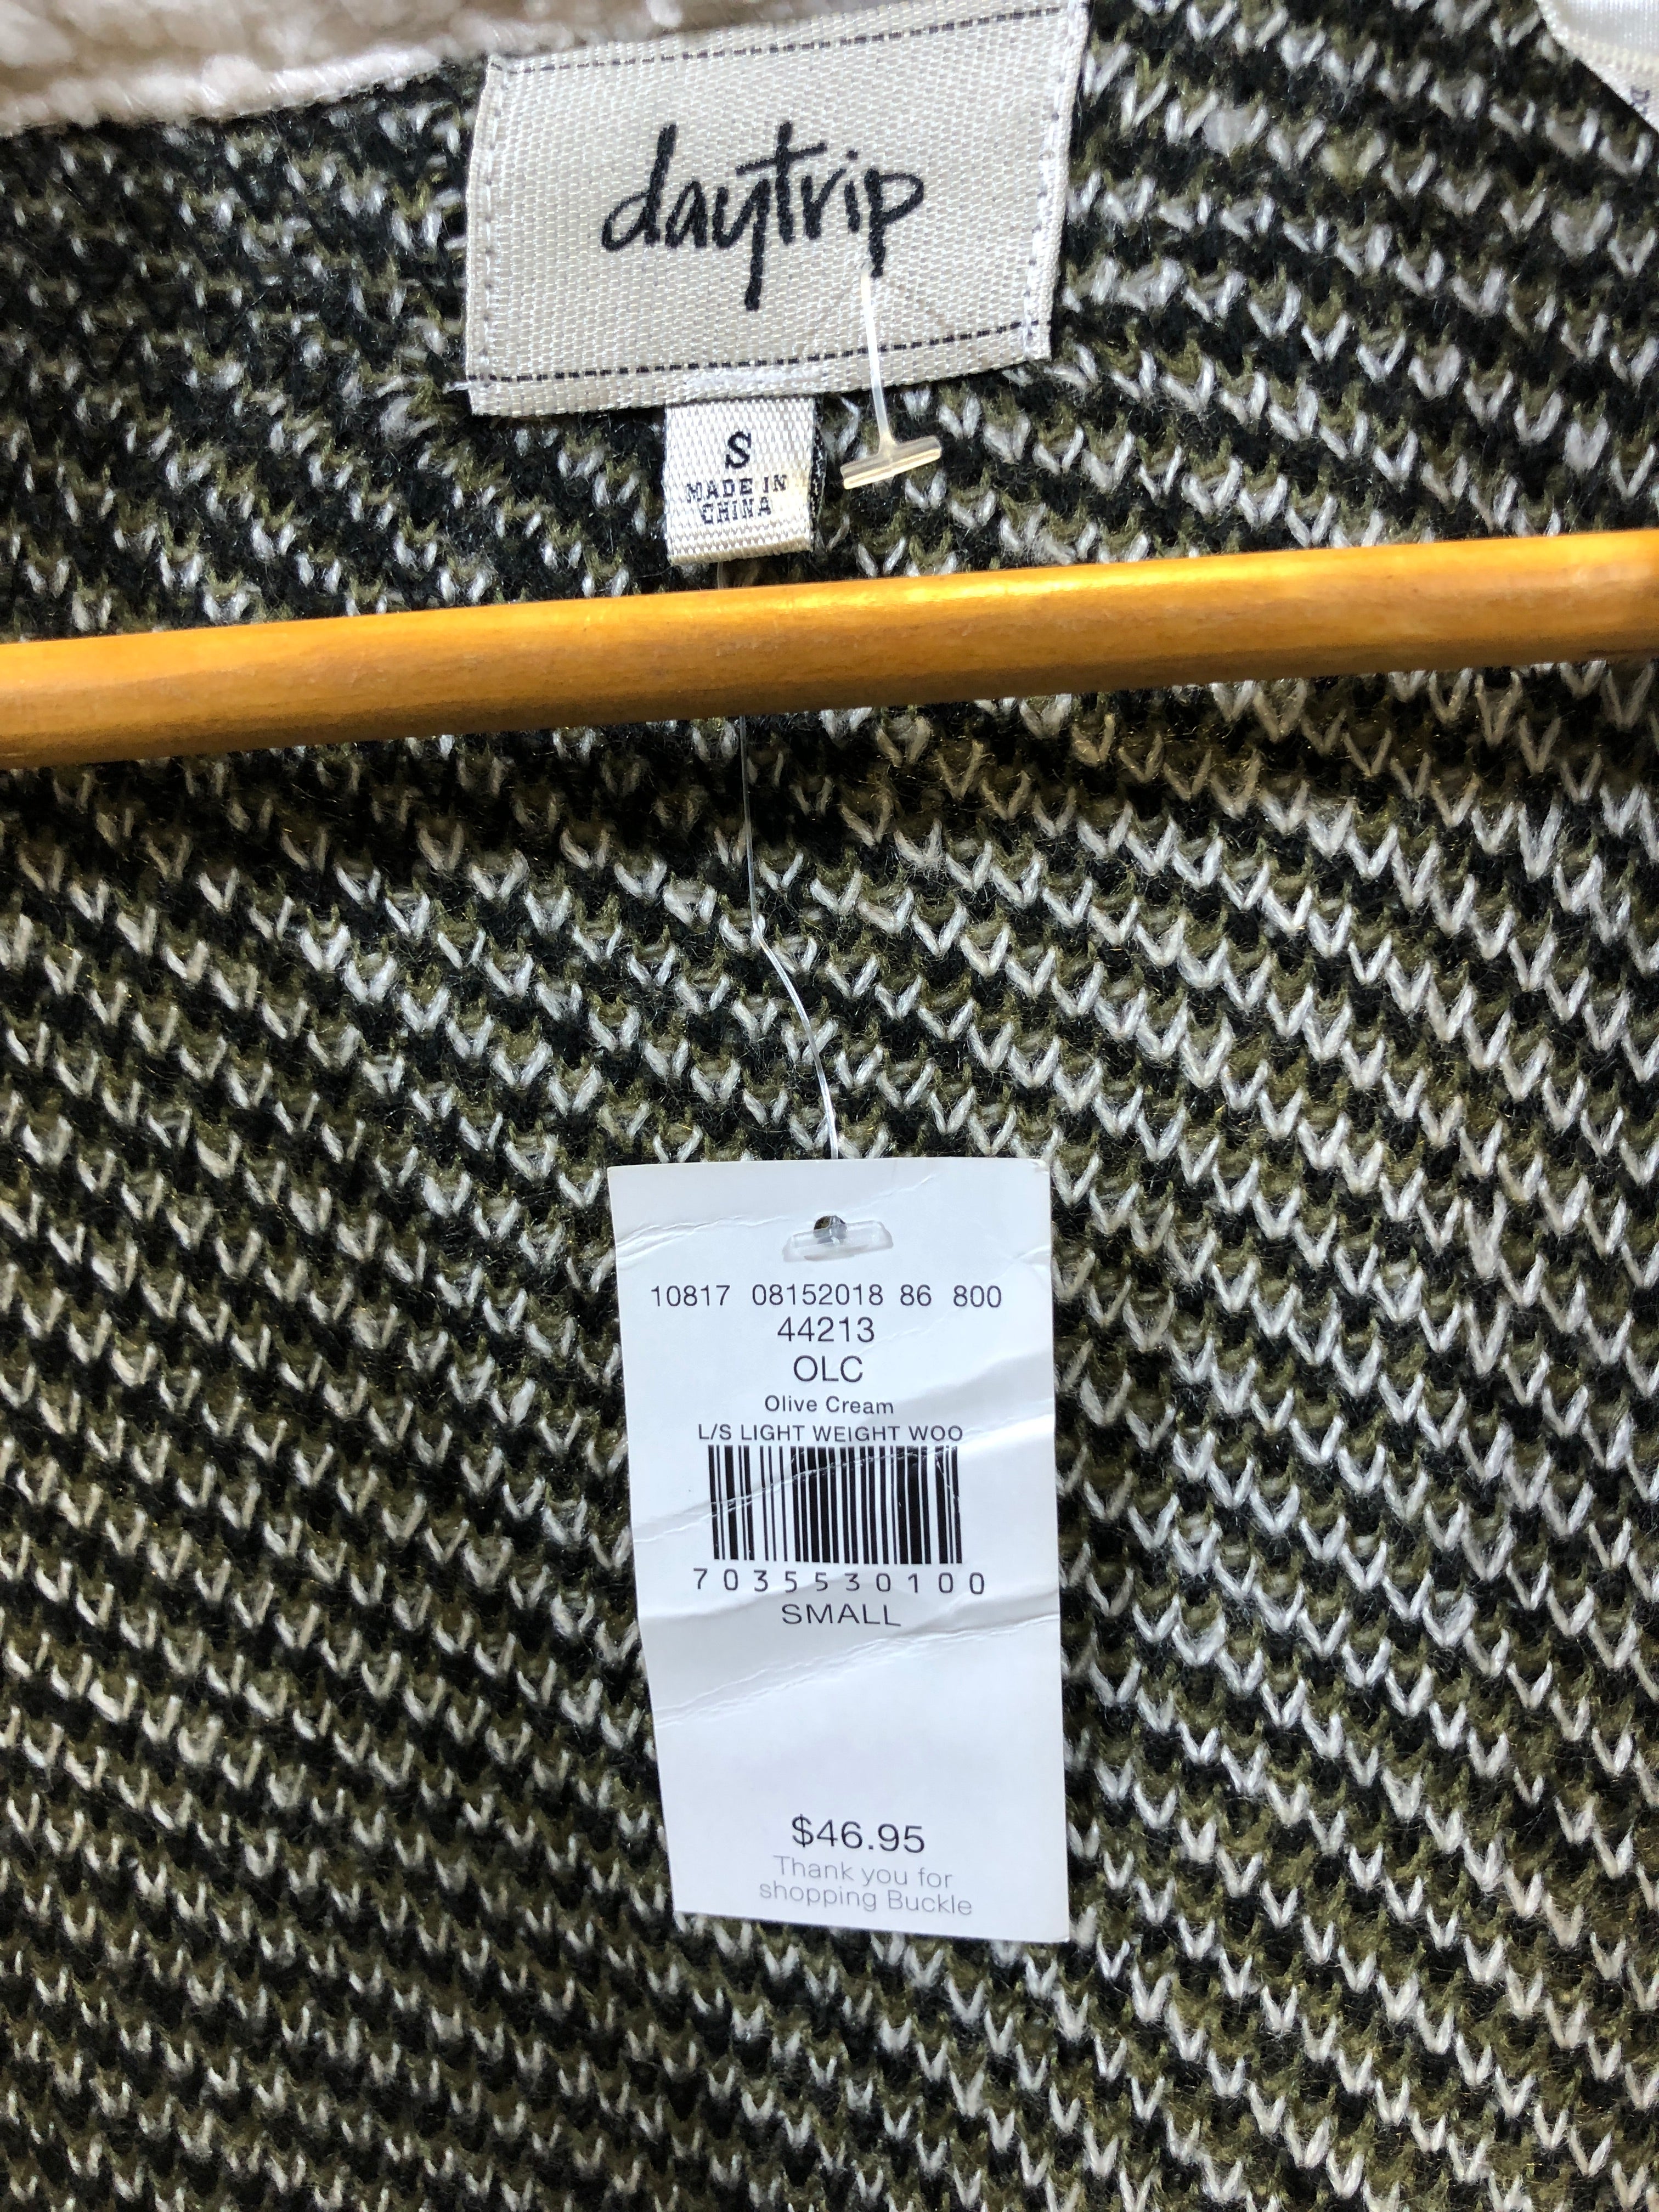 daytrip
S
MADE IN
CHINA
10817 08152018 86 800
44213
OLC
Olive Cream
L/S LIGHT WEIGHT WOO
7035530100
SMALL
$46.95
Thank you for
shopping Buckle